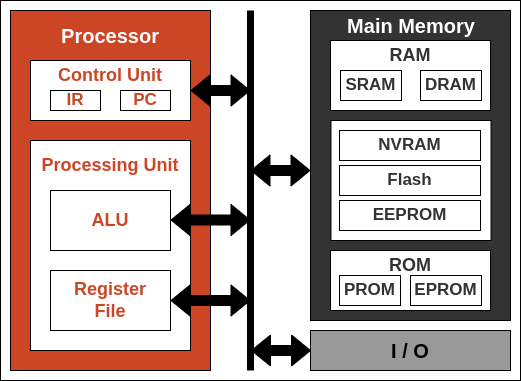 Processor
Control Unit
IR PC
Processing Unit
ALU
Register
File
Main Memory
RAM
SRAM DRAM
NVRAM
Flash
EEPROM
ROM
PROM EPROM
I / O